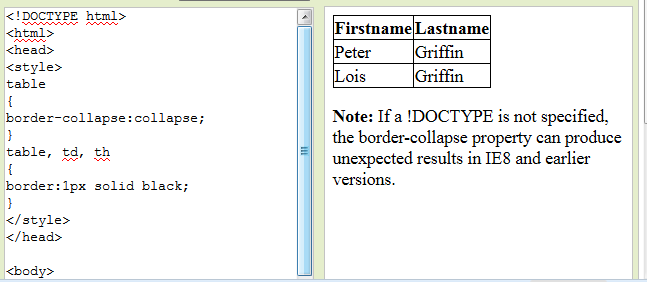 <!DOCTYPE html>
<html>
<head>
<style>
table
{
border-collapse:collapse;
}
table, td, th
{
border:1px solid black;
}
</style>
</head>
<body>
Firstname Lastname
Peter Griffin
Lois Griffin
Note: If a !DOCTYPE is not specified,
the border-collapse property can produce
unexpected results in IE8 and earlier
versions.